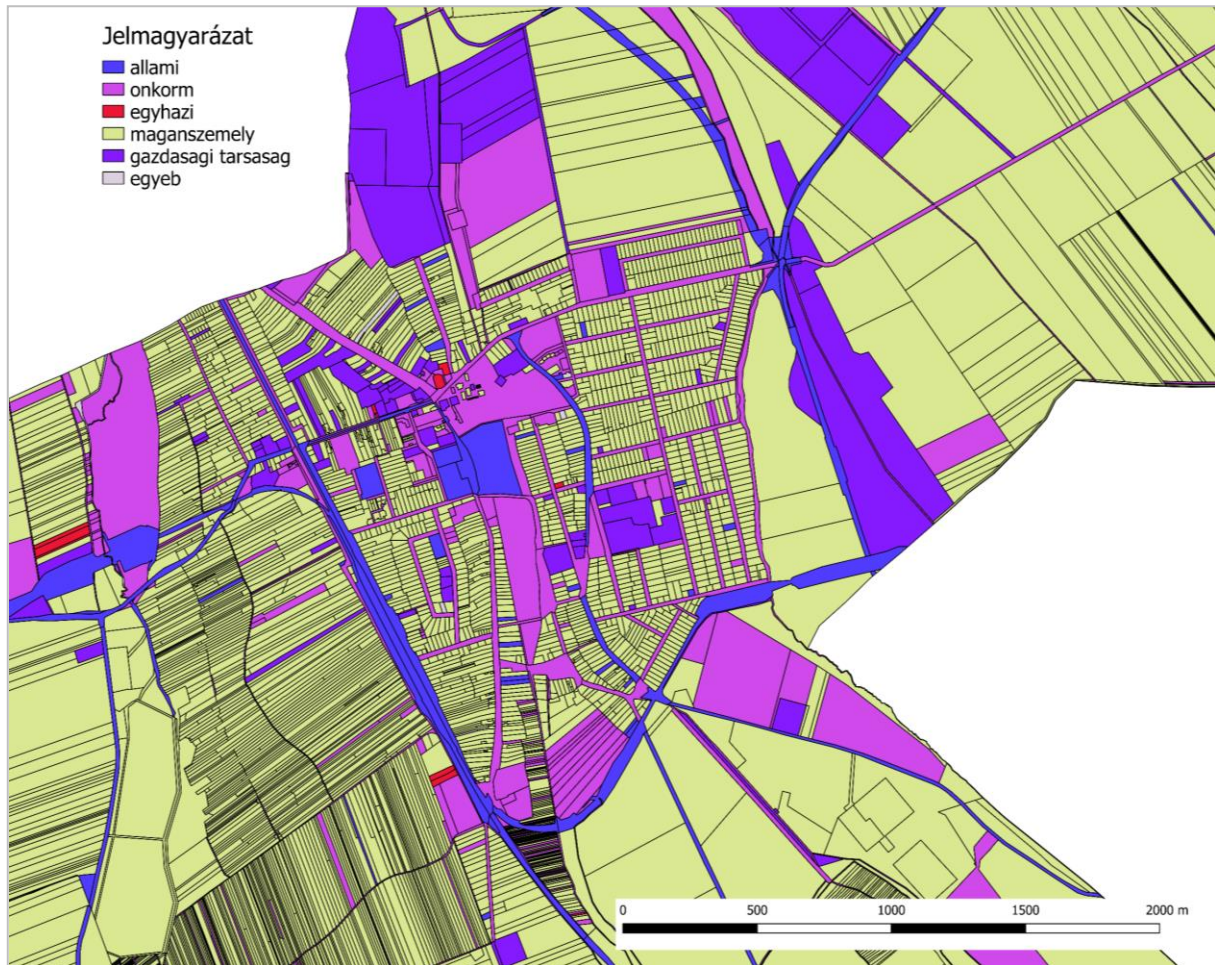 Jelmagyarázat
allami
onkorm
egyhazi
maganszemely
gazdasagi tarsasag
egyeb
0 500 1000 1500 2000 m